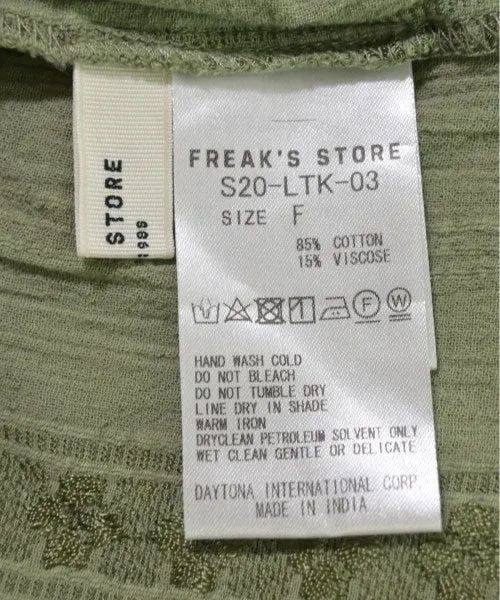 STORE
1986
FREAK'S STORE
S20-LTK-03
SIZE F
85% COTTON
15% VISCOSE
F W
HAND WASH COLD
DO NOT BLEACH
DO NOT TUMBLE DRY
LINE DRY IN SHADE
WARM IRON
DRYCLEAN PETROLEUM SOLVENT ONLY
WET CLEAN GENTLE OR DELICATE
DAYTONA INTERNATIONAL CORP.
MADE IN INDIA